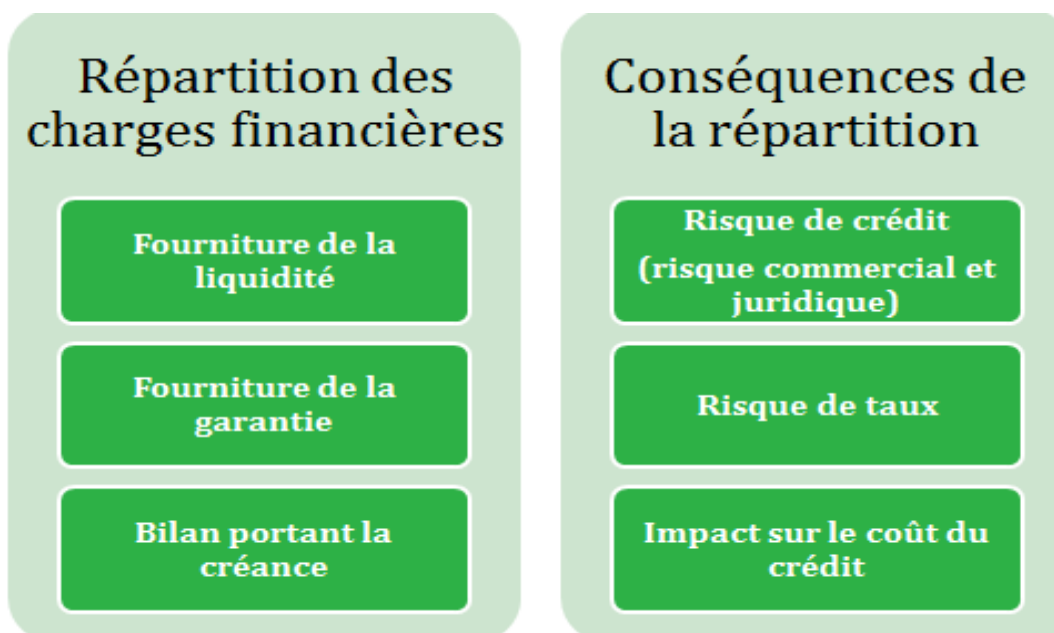 Répartition des
charges financières
Fourniture de la
liquidité
Fourniture de la
garantie
Bilan portant la
créance
Conséquences de
la répartition
Risque de crédit
(risque commercial et
juridique)
Risque de taux
Impact sur le coût du
crédit